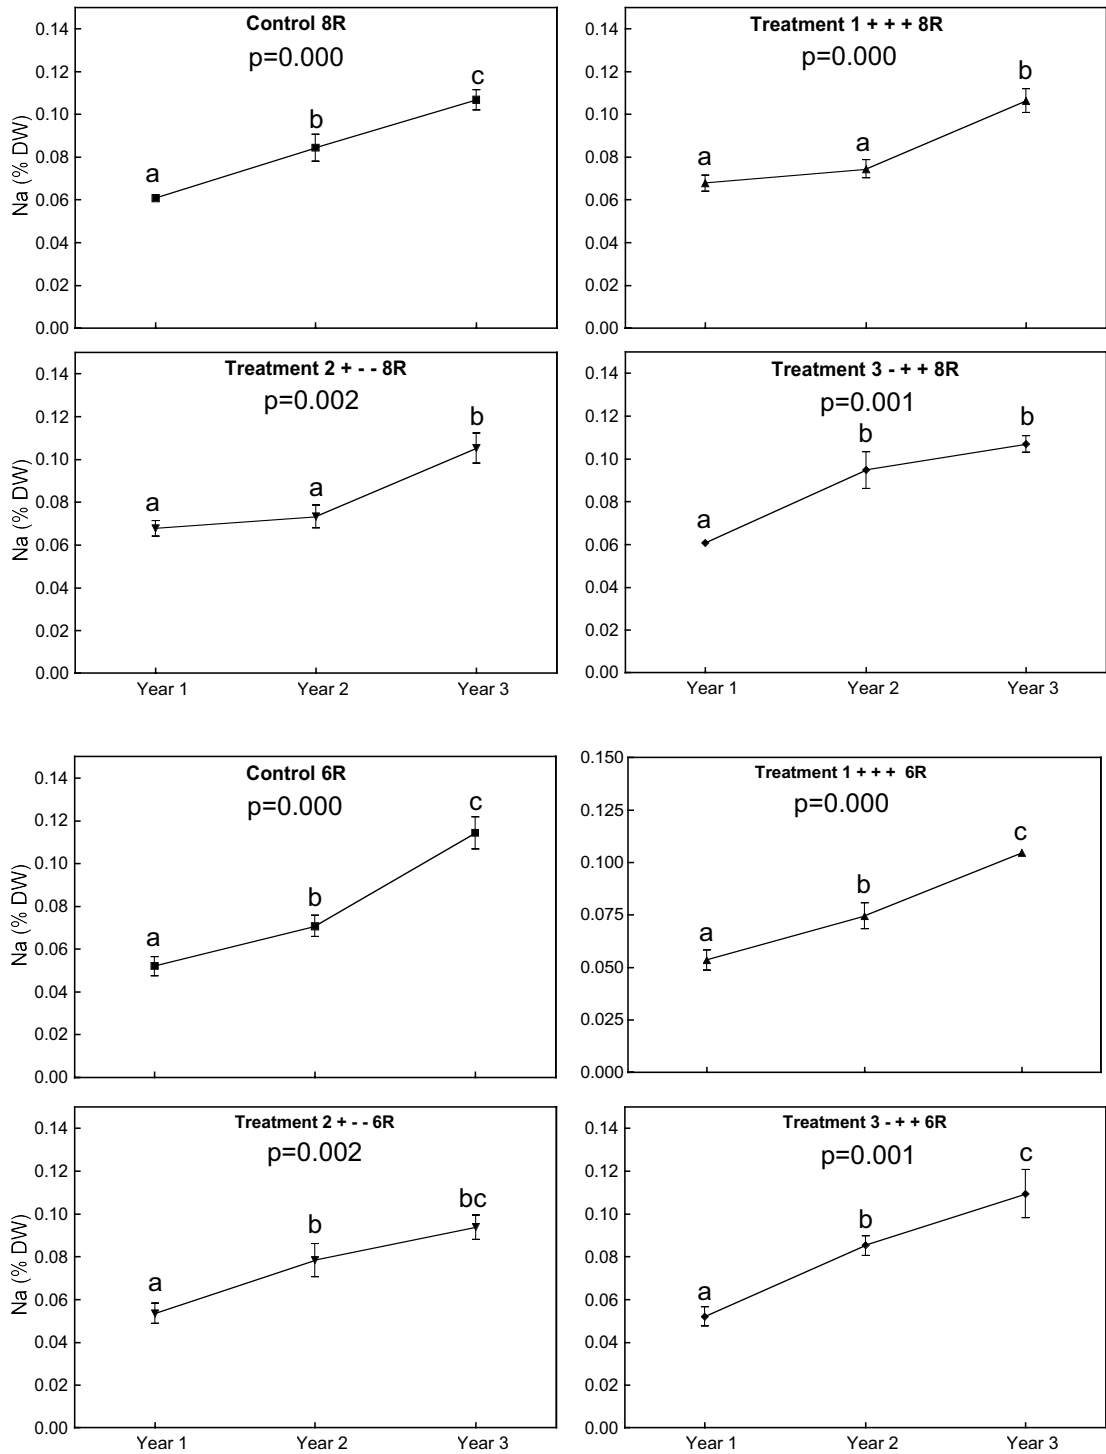 Control 8R
p=0.000
Na (% DW)
0.14
0.12
0.10
0.08
0.06
0.04
0.02
0.00
a
b
c
Treatment 1 + + + 8R
p=0.000
0.14
0.12
0.10
0.08
0.06
0.04
0.02
0.00
a
a
b
Treatment 2 + - - 8R
p=0.002
Na (% DW)
0.14
0.12
0.10
0.08
0.06
0.04
0.02
0.00
a
a
b
Year 1
Year 2
Year 3
Treatment 3 - + + 8R
p=0.001
0.14
0.12
0.10
0.08
0.06
0.04
0.02
0.00
a
b
b
Year 1
Year 2
Year 3
Control 6R
p=0.000
Na (% DW)
0.14
0.12
0.10
0.08
0.06
0.04
0.02
0.00
a
b
c
Treatment 1 + + + 6R
p=0.000
0.150
0.125
0.100
0.075
0.050
0.025
0.000
a
b
c
Treatment 2 + - - 6R
p=0.002
Na (% DW)
0.14
0.12
0.10
0.08
0.06
0.04
0.02
0.00
a
b
bc
Year 1
Year 2
Year 3
Treatment 3 - + + 6R
p=0.001
0.14
0.12
0.10
0.08
0.06
0.04
0.02
0.00
a
b
c
Year 1
Year 2
Year 3